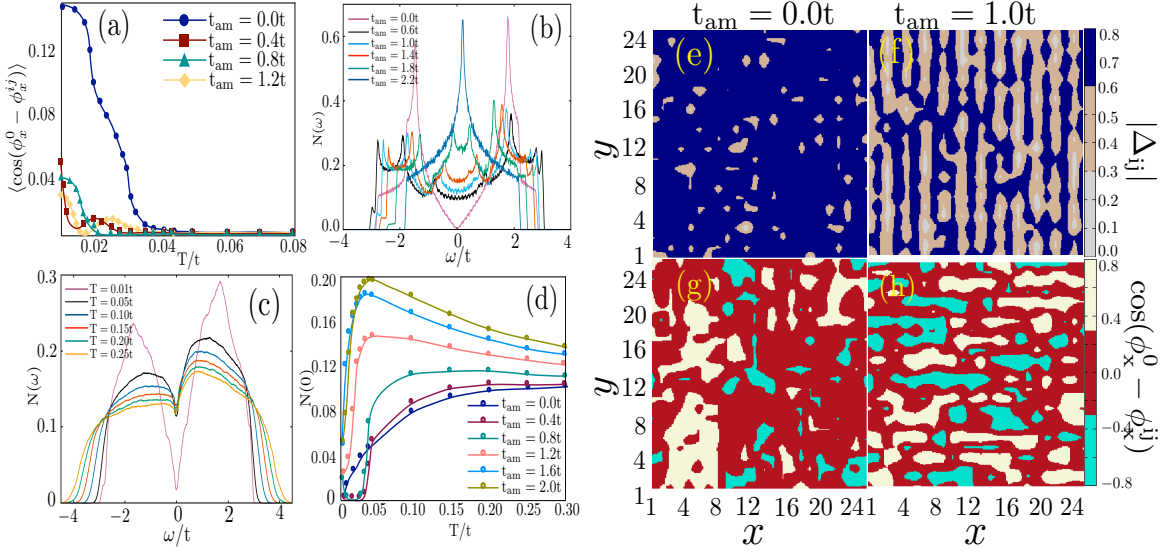 (a)
t_am = 0.0t
t_am = 0.4t
t_am = 0.8t
t_am = 1.2t
⟨cos(ϕ_x^0 − ϕ_x^ij)⟩
0.12
0.08
0.04
0.02 0.04 0.06 0.08
T/t
(b)
t_am = 0.0t
t_am = 0.6t
t_am = 1.0t
t_am = 1.4t
t_am = 1.8t
t_am = 2.2t
N(ω)
0.6
0.4
0.2
0.0
−4 −2 0 2 4
ω/t
(c)
T = 0.01t
T = 0.05t
T = 0.10t
T = 0.15t
T = 0.20t
T = 0.25t
N(ω)
0.3
0.2
0.1
0
−4 −2 0 2 4
ω/t
(d)
t_am = 0.0t
t_am = 0.4t
t_am = 0.8t
t_am = 1.2t
t_am = 1.6t
t_am = 2.0t
N(0)
0.20
0.16
0.12
0.08
0.04
0
0 0.05 0.10 0.15 0.20 0.25 0.30
T/t
t_am = 0.0t
t_am = 1.0t
(e)
(f)
24
20
16
12
8
4
1
y
0.8
0.7
0.6
0.5
0.4
0.3
0.2
0.1
0.0
|Δ_ij|
(g)
(h)
24
20
16
12
8
4
1
y
1 4 8 12 16 20 24
x
1 4 8 12 16 20 24
x
0.8
0.4
0.0
−0.4
−0.8
cos(ϕ_x^0 − ϕ_x^ij)